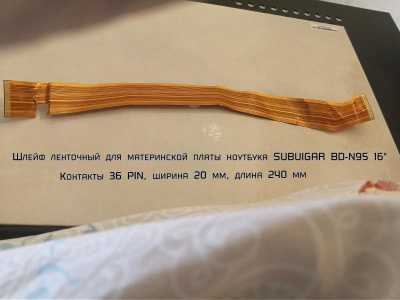 Шлейф ленточный для материнской платы ноутбука SUBUIGAR BD-N95 16"
Контакты 36 PIN, ширина 20 мм, длина 240 мм